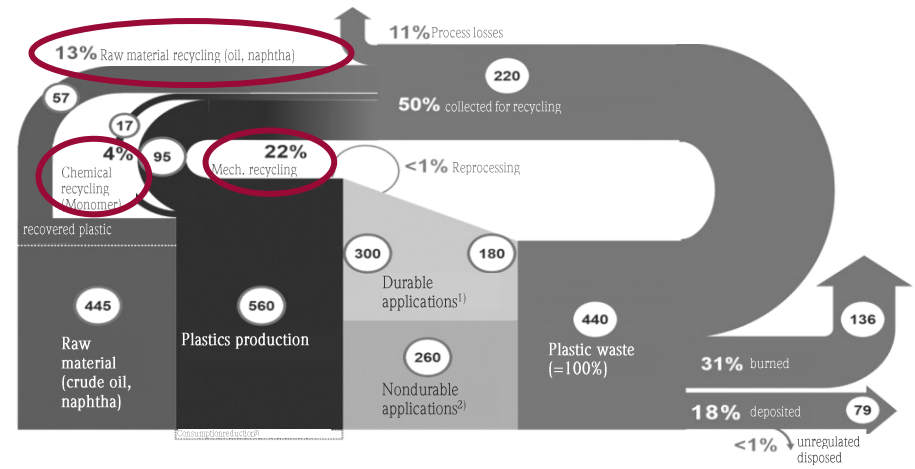 11% Process losses
13% Raw material recycling (oil, naphtha)
220
57
50% collected for recycling
17
4%
95
22%
Mech. recycling
<1% Reprocessing
Chemical
recycling
(Monomer)
recovered plastic
300
180
Durable
applications1)
445
560
440
136
Raw
material
(crude oil,
naphtha)
Plastics production
Plastic waste
(=100%)
260
Nondurable
applications2)
31% burned
18% deposited
79
<1% unregulated
disposed
Consumptionreduction3)